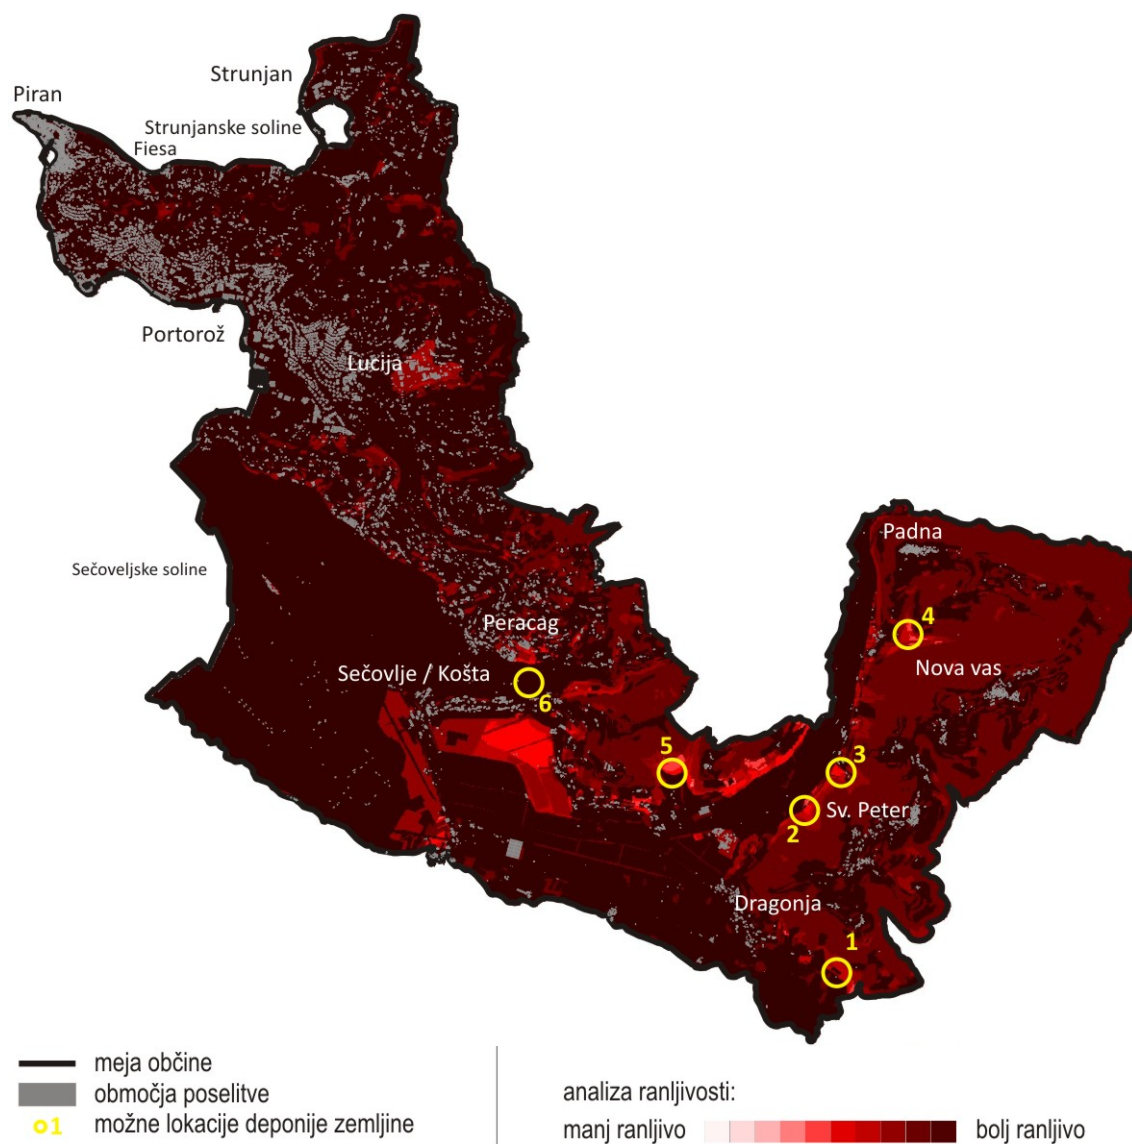 Strunjan
Piran
Strunjanske soline
Fiesa
Portorož
Lucija
Padna
Sečoveljske soline
4
Peracag
Nova vas
Sečovlje / Košta
6
5
3
Sv. Peter
2
Dragonja
1
meja občine
območja poselitve
analiza ranljivosti:
1 možne lokacije deponije zemljine
manj ranljivo bolj ranljivo